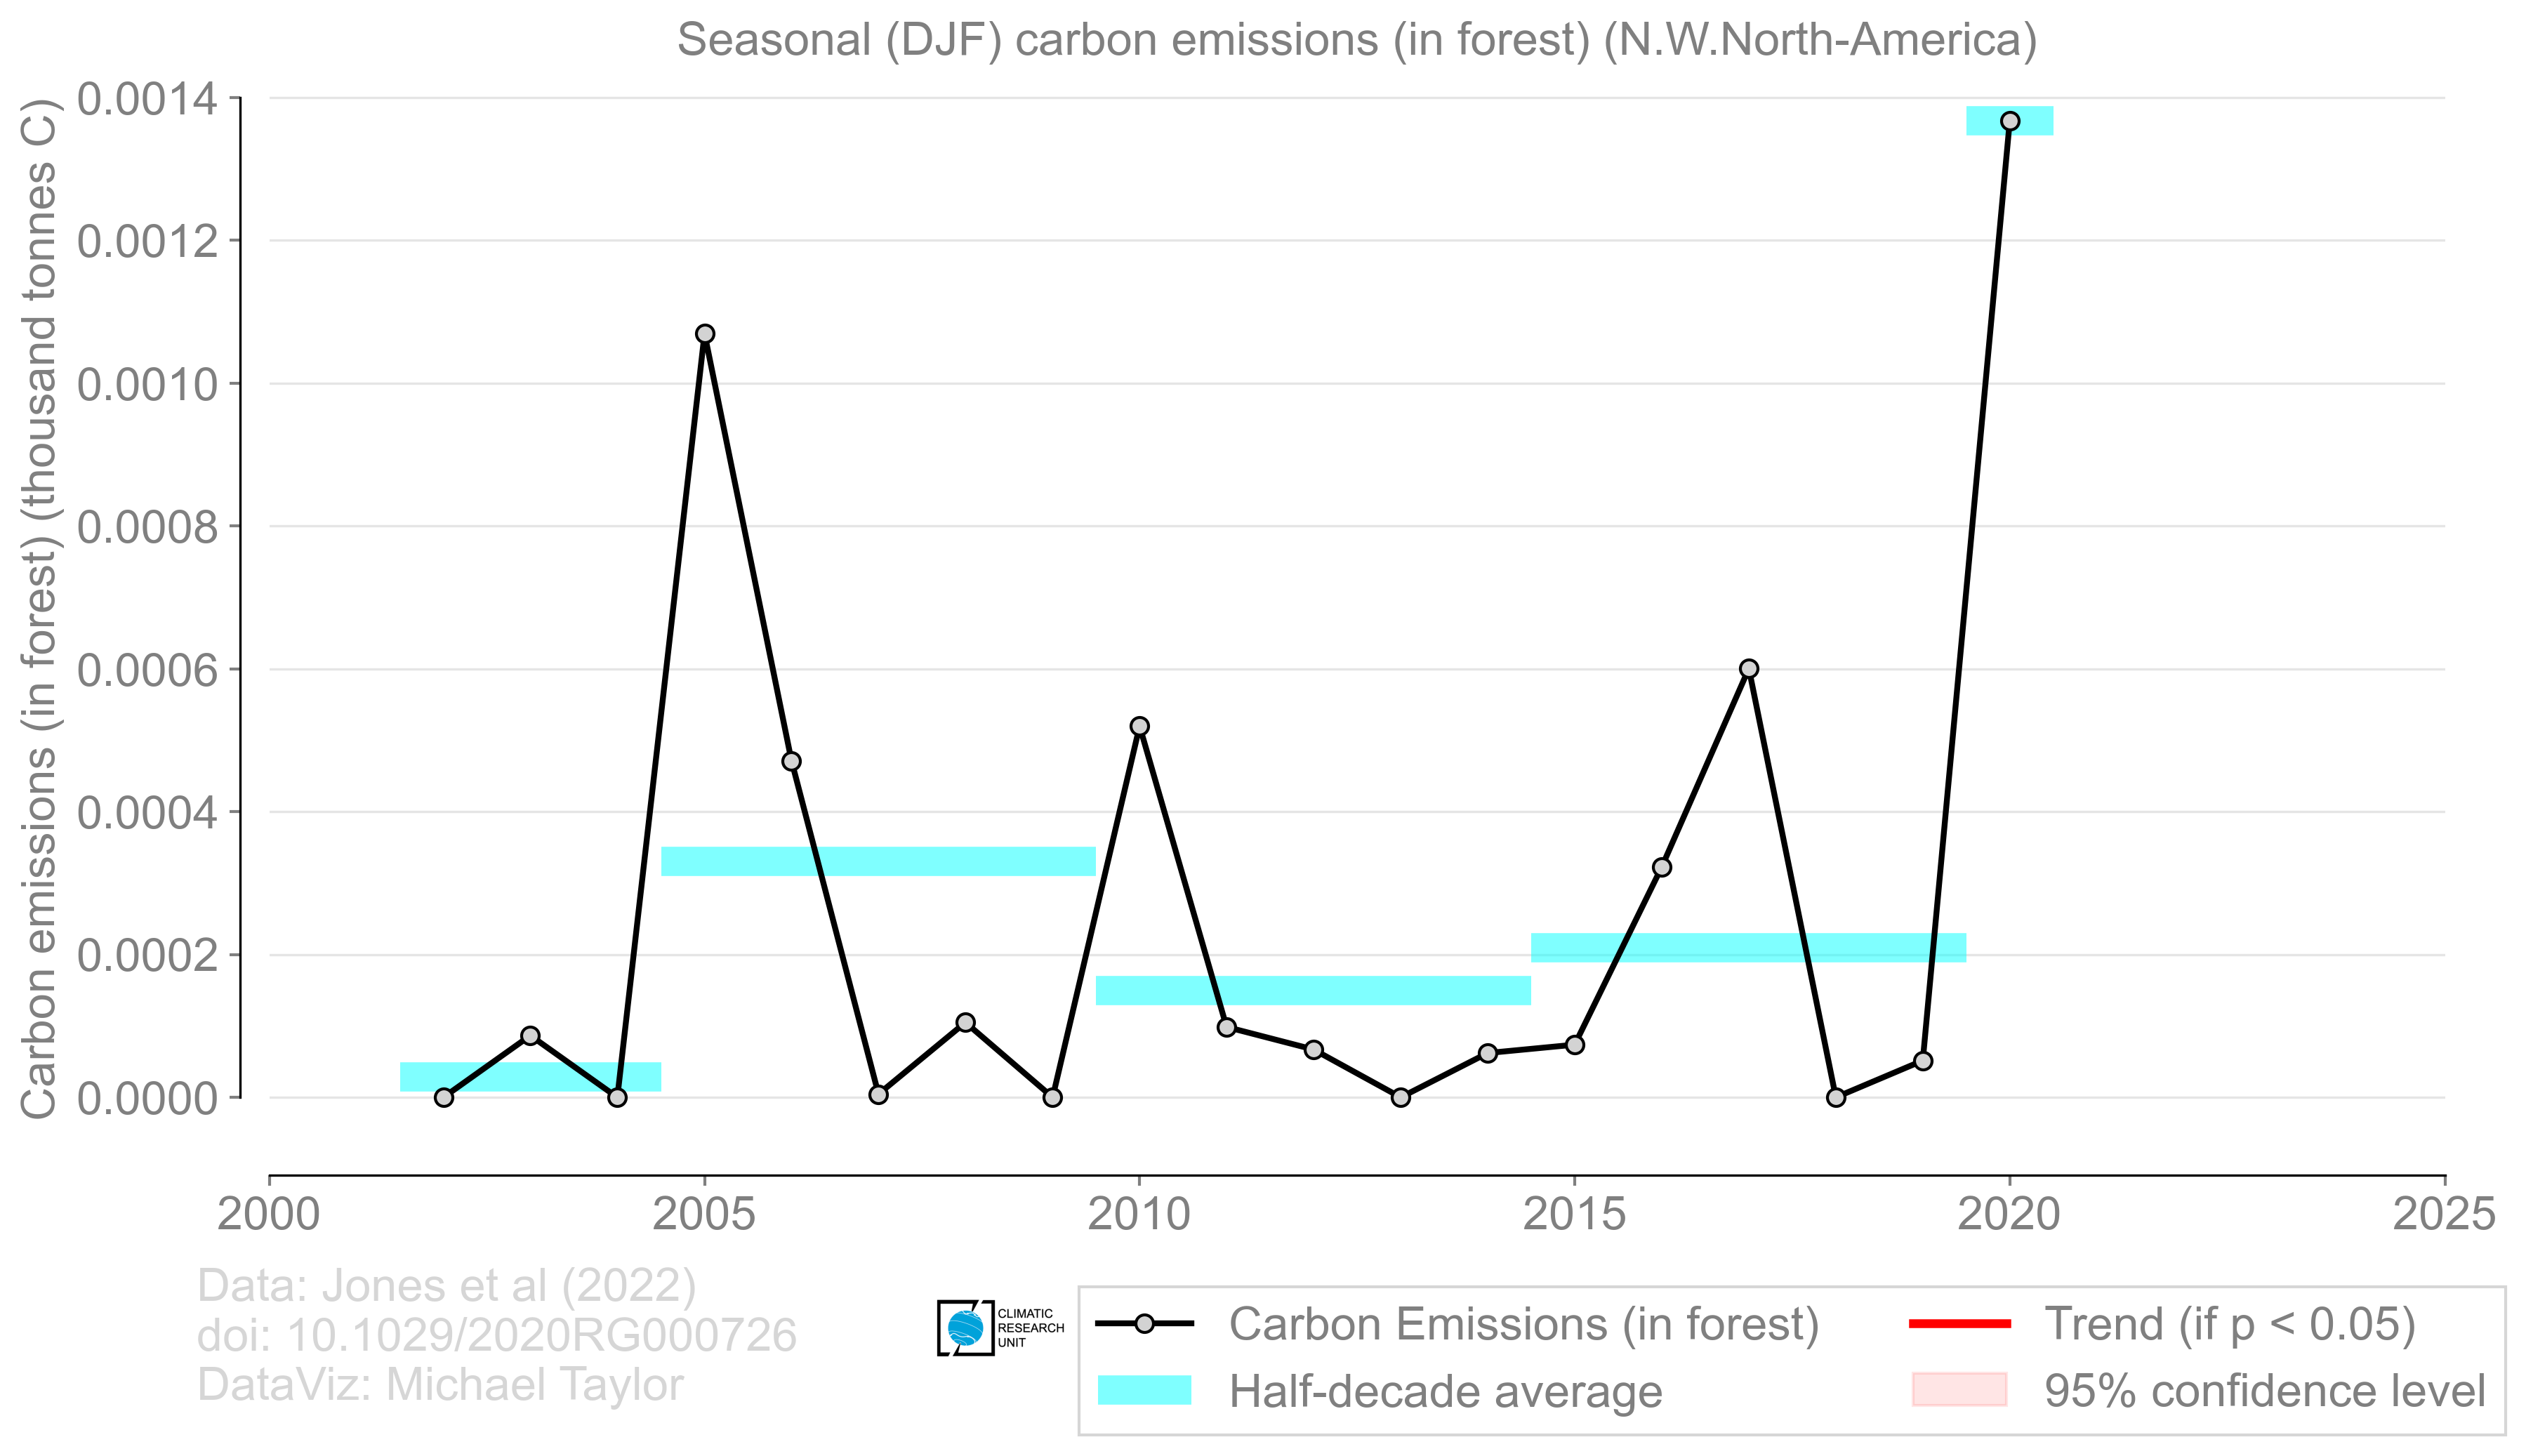 Seasonal (DJF) carbon emissions (in forest) (N.W.North-America)
Carbon emissions (in forest) (thousand tonnes C)
0.0014
0.0012
0.0010
0.0008
0.0006
0.0004
0.0002
0.0000
2000
2005
2010
2015
2020
2025
Data: Jones et al (2022)
doi: 10.1029/2020RG000726
DataViz: Michael Taylor
CLIMATIC
RESEARCH
UNIT
Carbon Emissions (in forest)
Half-decade average
Trend (if p < 0.05)
95% confidence level